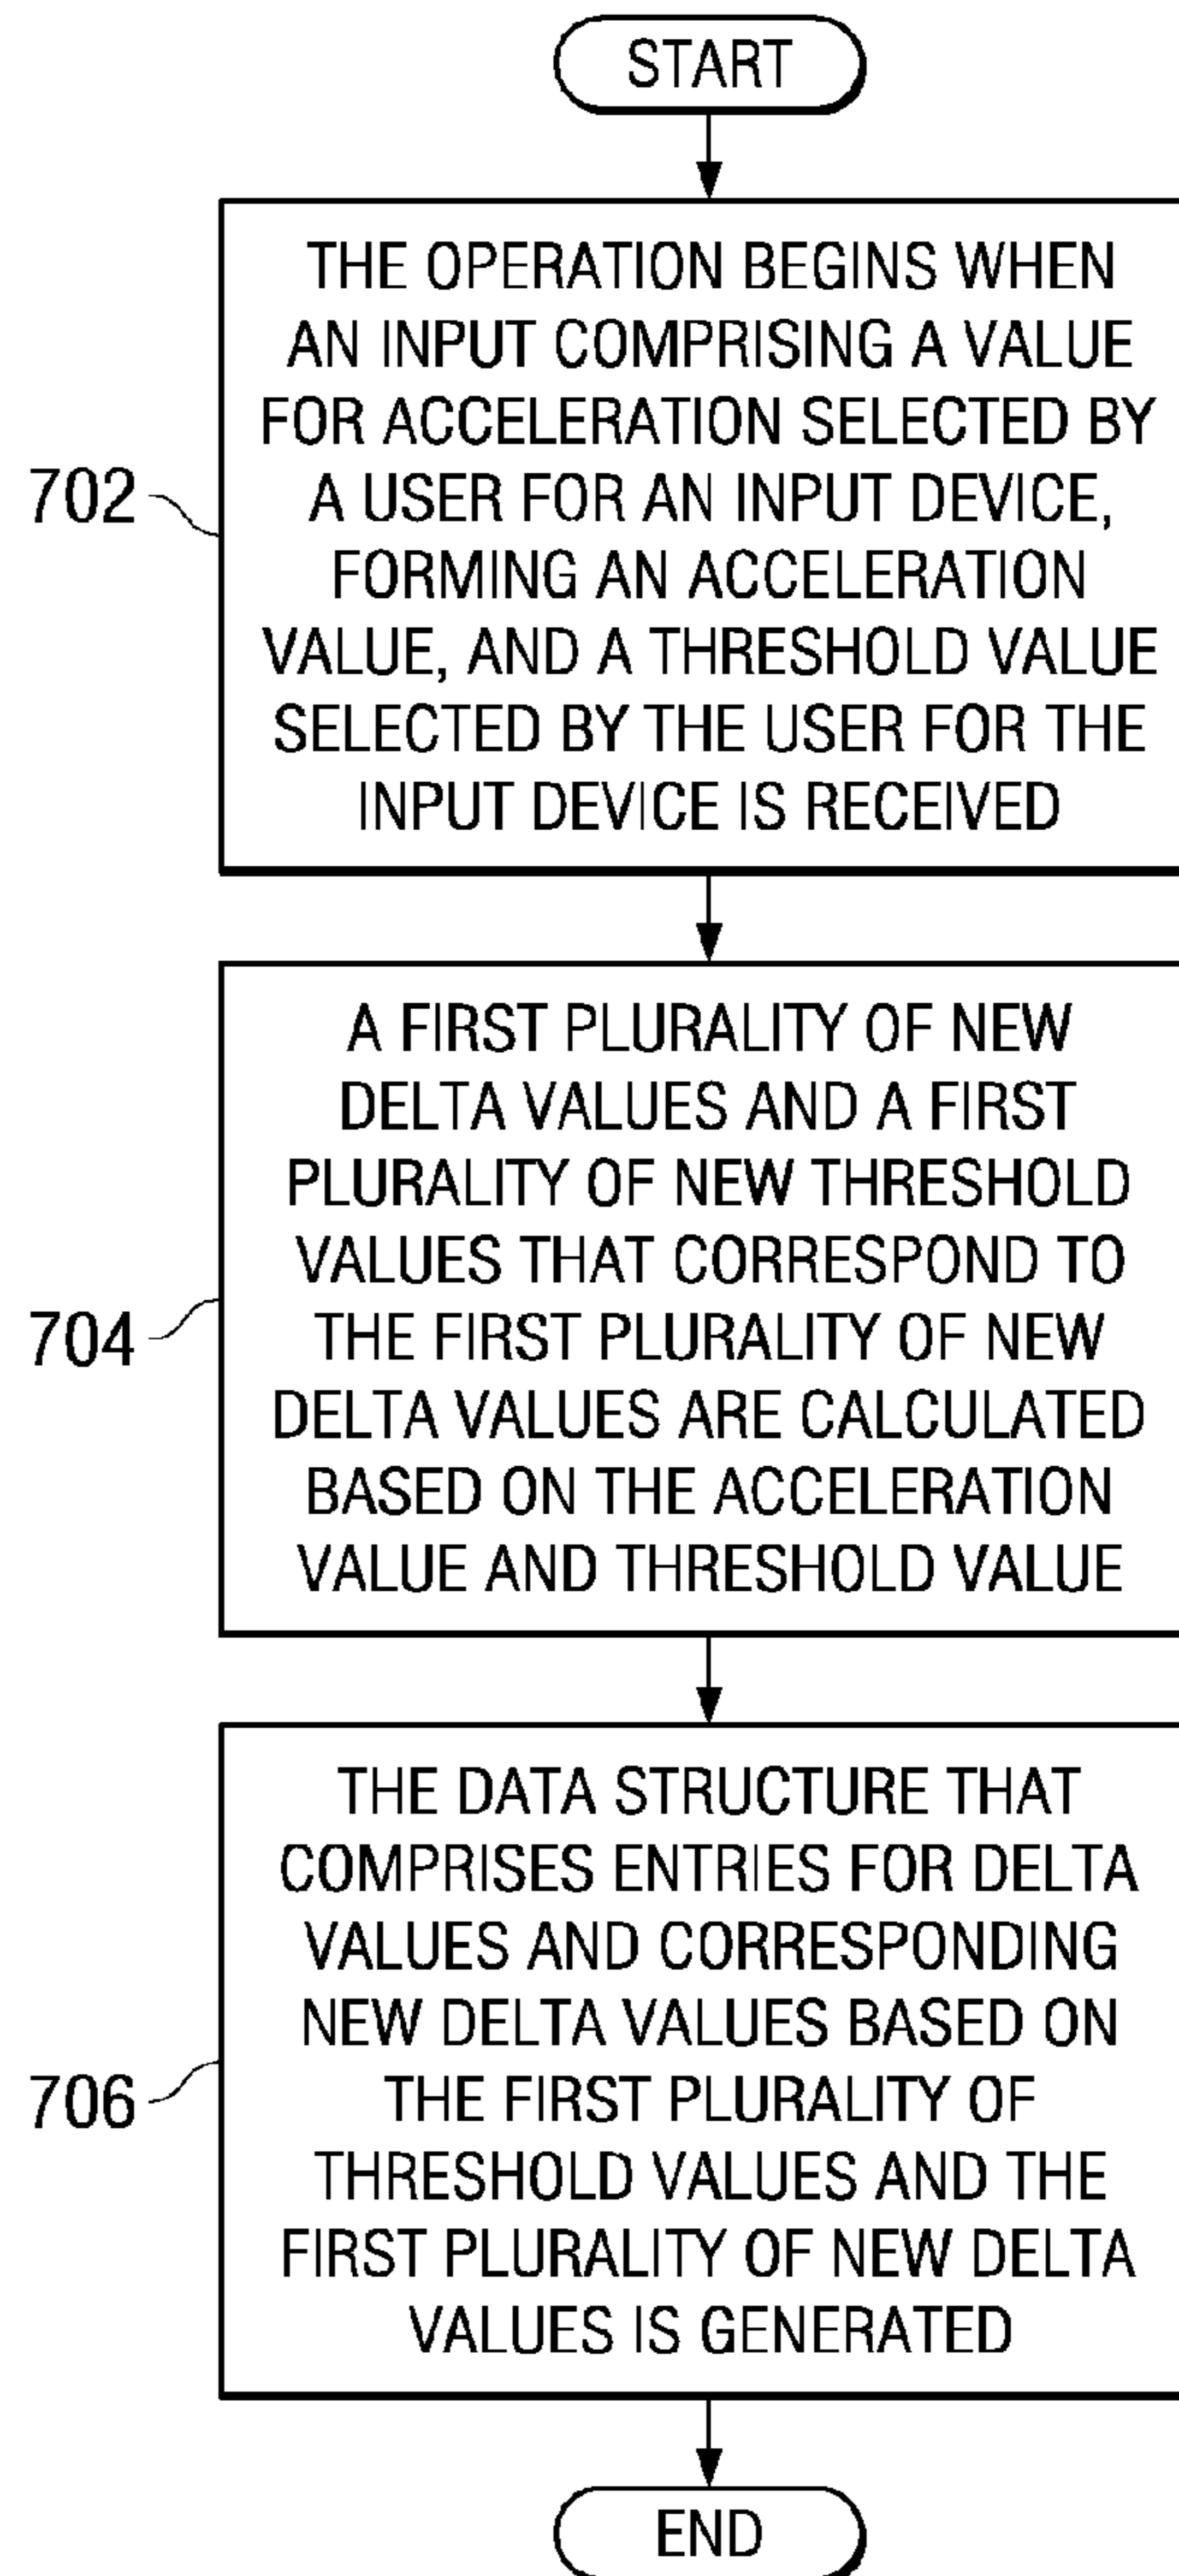 START
THE OPERATION BEGINS WHEN
AN INPUT COMPRISING A VALUE
FOR ACCELERATION SELECTED BY
A USER FOR AN INPUT DEVICE,
FORMING AN ACCELERATION
VALUE, AND A THRESHOLD VALUE
SELECTED BY THE USER FOR THE
INPUT DEVICE IS RECEIVED
702
A FIRST PLURALITY OF NEW
DELTA VALUES AND A FIRST
PLURALITY OF NEW THRESHOLD
VALUES THAT CORRESPOND TO
THE FIRST PLURALITY OF NEW
DELTA VALUES ARE CALCULATED
BASED ON THE ACCELERATION
VALUE AND THRESHOLD VALUE
704
THE DATA STRUCTURE THAT
COMPRISES ENTRIES FOR DELTA
VALUES AND CORRESPONDING
NEW DELTA VALUES BASED ON
THE FIRST PLURALITY OF
THRESHOLD VALUES AND THE
FIRST PLURALITY OF NEW DELTA
VALUES IS GENERATED
706
END